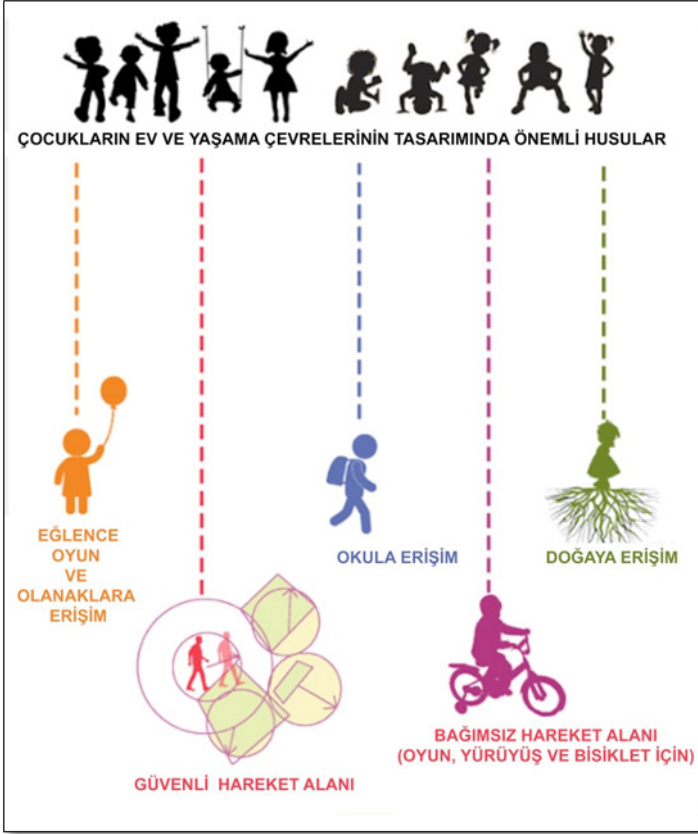 ÇOCUKLARIN EV VE YAŞAMA ÇEVRELERİNİN TASARIMINDA ÖNEMLİ HUSULAR
EĞLENCE
OYUN
VE
OLANAKLARA
ERİŞİM
OKULA ERİŞİM
DOĞAYA ERİŞİM
GÜVENLİ HAREKET ALANI
BAĞIMSIZ HAREKET ALANI
(OYUN, YÜRÜYÜŞ VE BİSİKLET İÇİN)